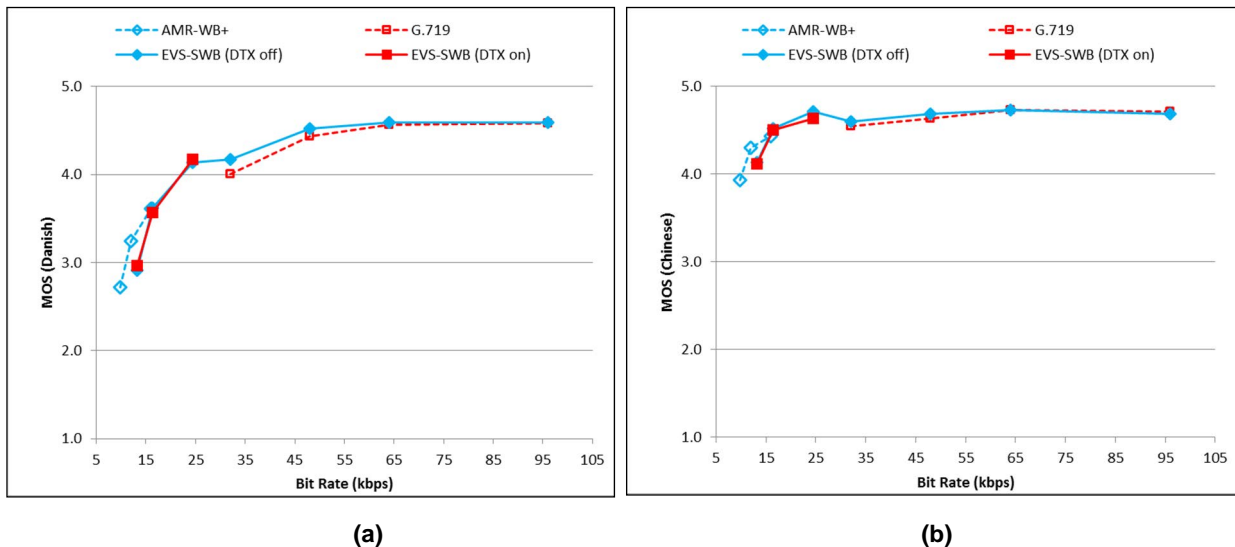 AMR-WB+ G.719
EVS-SWB (DTX off) EVS-SWB (DTX on)
5.0
4.0
3.0
2.0
1.0
MOS (Danish)
5 15 25 35 45 55 65 75 85 95 105
Bit Rate (kbps)
(a)
AMR-WB+ G.719
EVS-SWB (DTX off) EVS-SWB (DTX on)
5.0
4.0
3.0
2.0
1.0
MOS (Chinese)
5 15 25 35 45 55 65 75 85 95 105
Bit Rate (kbps)
(b)